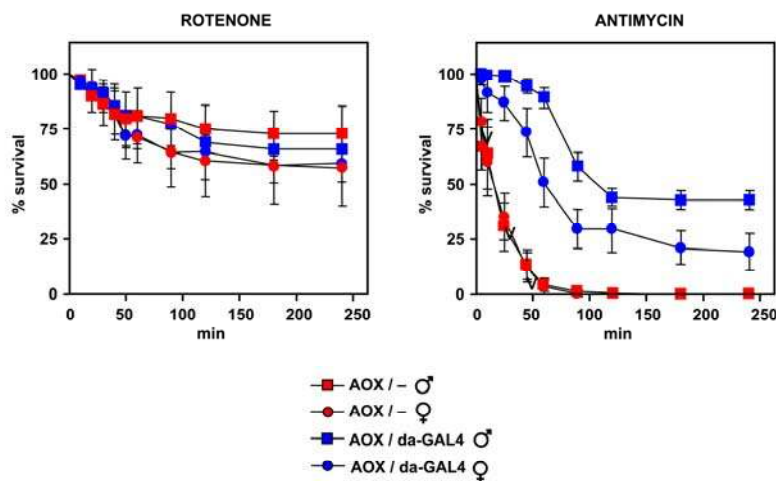 ROTENONE
ANTIMYCIN
% survival
100
75
50
25
0
0 50 100 150 200 250
min
% survival
100
75
50
25
0
0 50 100 150 200 250
min
AOX / – ♂
AOX / – ♀
AOX / da-GAL4 ♂
AOX / da-GAL4 ♀